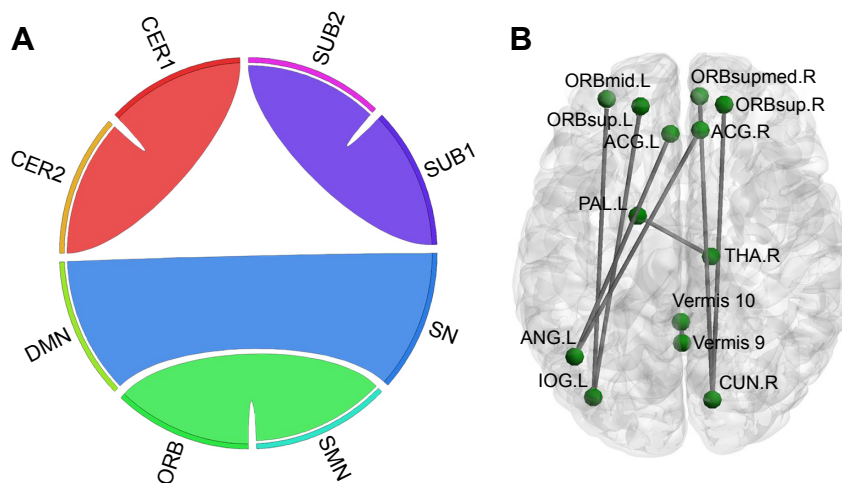 A
CER1
SUB2
CER2
SUB1
DMN
SN
ORB
SMN
B
ORBmid.L
ORBsupmed.R
ORBsup.L
ORBsup.R
ACG.L
ACG.R
PAL.L
THA.R
Vermis 10
ANG.L
Vermis 9
IOG.L
CUN.R